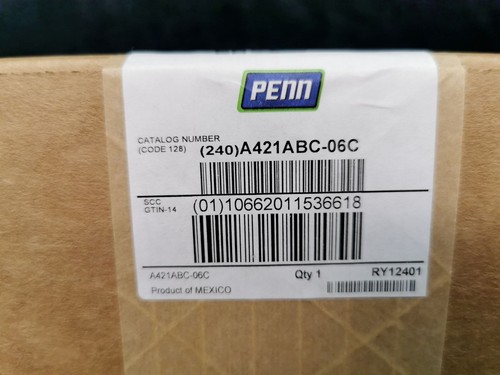 PENN
CATALOG NUMBER
(CODE 128)
(240)A421ABC-06C
SCC
GTIN-14
(01)10662011536618
A421ABC-06C Qty 1 RY12401
Product of MEXICO